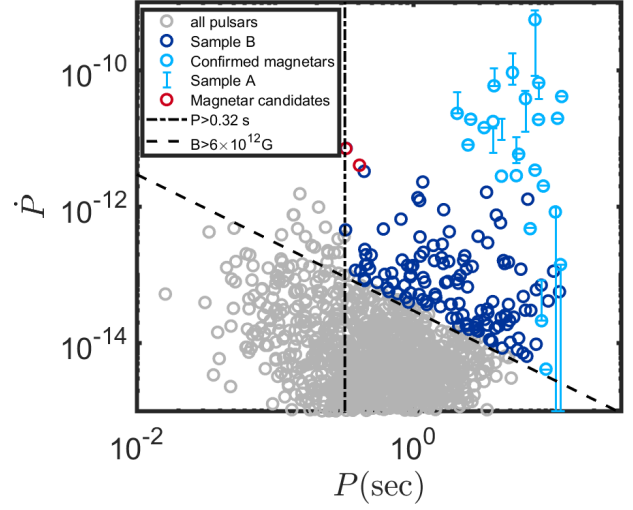 all pulsars
Sample B
Confirmed magnetars
Sample A
Magnetar candidates
P>0.32 s
B>6×10¹²G
10⁻¹⁰
10⁻¹²
10⁻¹⁴
Ṗ
10⁻² 10⁰
P(sec)